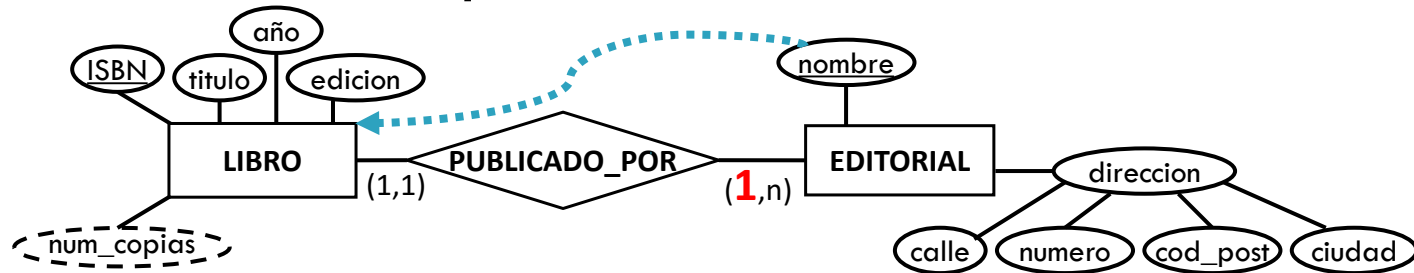 año
ISBN
titulo
edicion
nombre
LIBRO
PUBLICADO_POR
EDITORIAL
(1,1)
(1,n)
direccion
num_copias
calle
numero
cod_post
ciudad